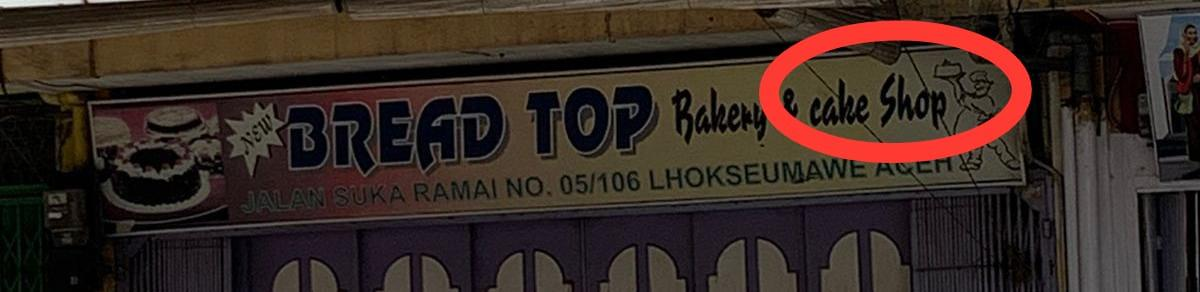 NEW BREAD TOP Bakery & cake Shop
JALAN SUKA RAMAI NO. 05/106 LHOKSEUMAWE ACEH